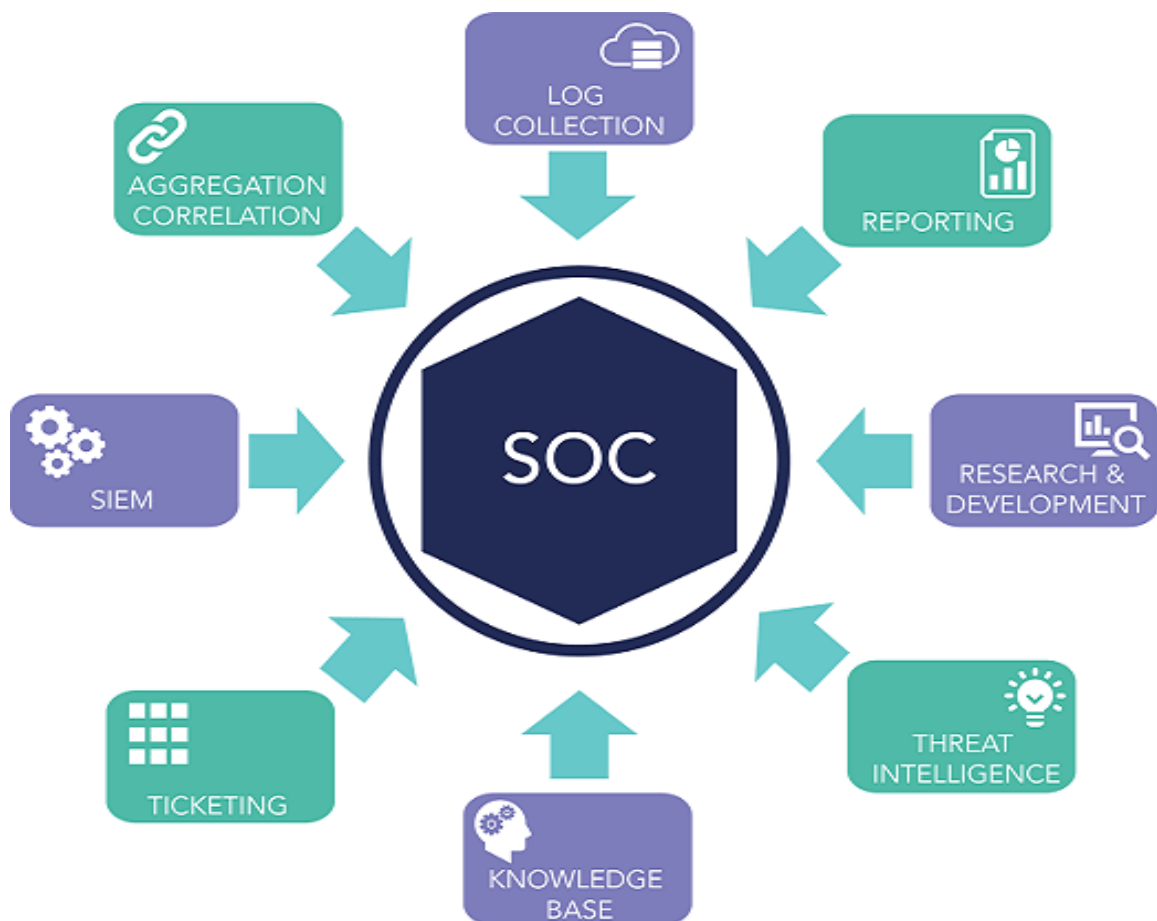 LOG
COLLECTION
AGGREGATION
CORRELATION
REPORTING
SIEM
SOC
RESEARCH &
DEVELOPMENT
TICKETING
THREAT
INTELLIGENCE
KNOWLEDGE
BASE